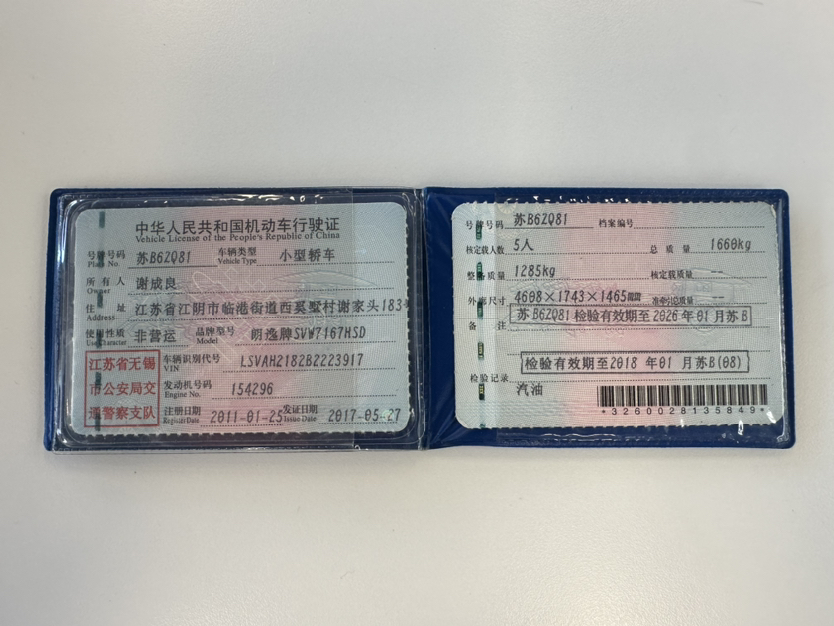 中华人民共和国机动车行驶证
Vehicle License of the People's Republic of China
号牌号码 苏B62Q81 车辆类型 小型轿车
Plate No. Vehicle Type
所有人 谢成良
Owner
住址 江苏省江阴市临港街道西奚墅村谢家头183号
Address
使用性质 非营运 品牌型号 朗逸牌SVW7167HSD
Use Character Model
江苏省无锡
市公安局交
通警察支队
车辆识别代号 LSVAH2182B2223917
VIN
发动机号码 154296
Engine No.
注册日期 2011-01-25 发证日期 2017-05-27
Register Date Issue Date
号牌号码 苏B62Q81 档案编号
核定载人数 5人 总质量 1660kg
整备质量 1285kg 核定载质量 --
外廓尺寸 4608×1743×1465mm 准牵引总质量 --
备注 苏B62Q81 检验有效期至2026年01月苏B
检验有效期至2018年01月苏B(08)
检验记录
汽油
*3260028135849*